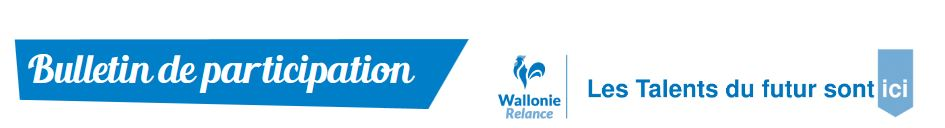 Bulletin de participation
Wallonie
Relance
Les Talents du futur sont ici